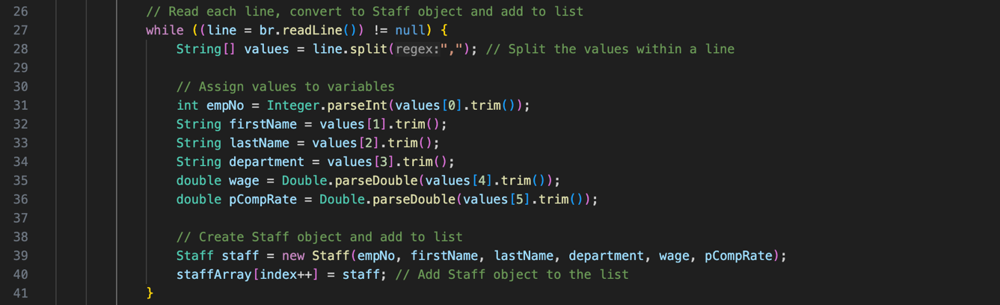 26 // Read each line, convert to Staff object and add to list
27 while ((line = br.readLine()) != null) {
28 String[] values = line.split(regex:","); // Split the values within a line
29
30 // Assign values to variables
31 int empNo = Integer.parseInt(values[0].trim());
32 String firstName = values[1].trim();
33 String lastName = values[2].trim();
34 String department = values[3].trim();
35 double wage = Double.parseDouble(values[4].trim());
36 double pCompRate = Double.parseDouble(values[5].trim());
37
38 // Create Staff object and add to list
39 Staff staff = new Staff(empNo, firstName, lastName, department, wage, pCompRate);
40 staffArray[index++] = staff; // Add Staff object to the list
41 }